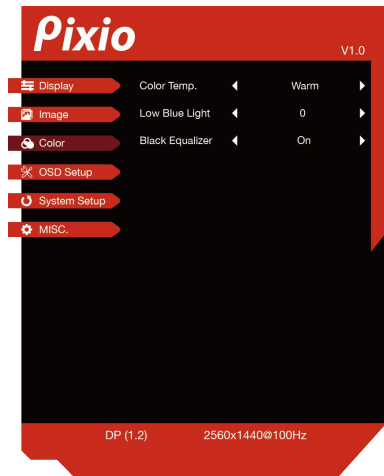 Pixio
V1.0
Display
Color Temp. Warm
Image
Low Blue Light 0
Color
Black Equalizer On
OSD Setup
System Setup
MISC.
DP (1.2) 2560x1440@100Hz